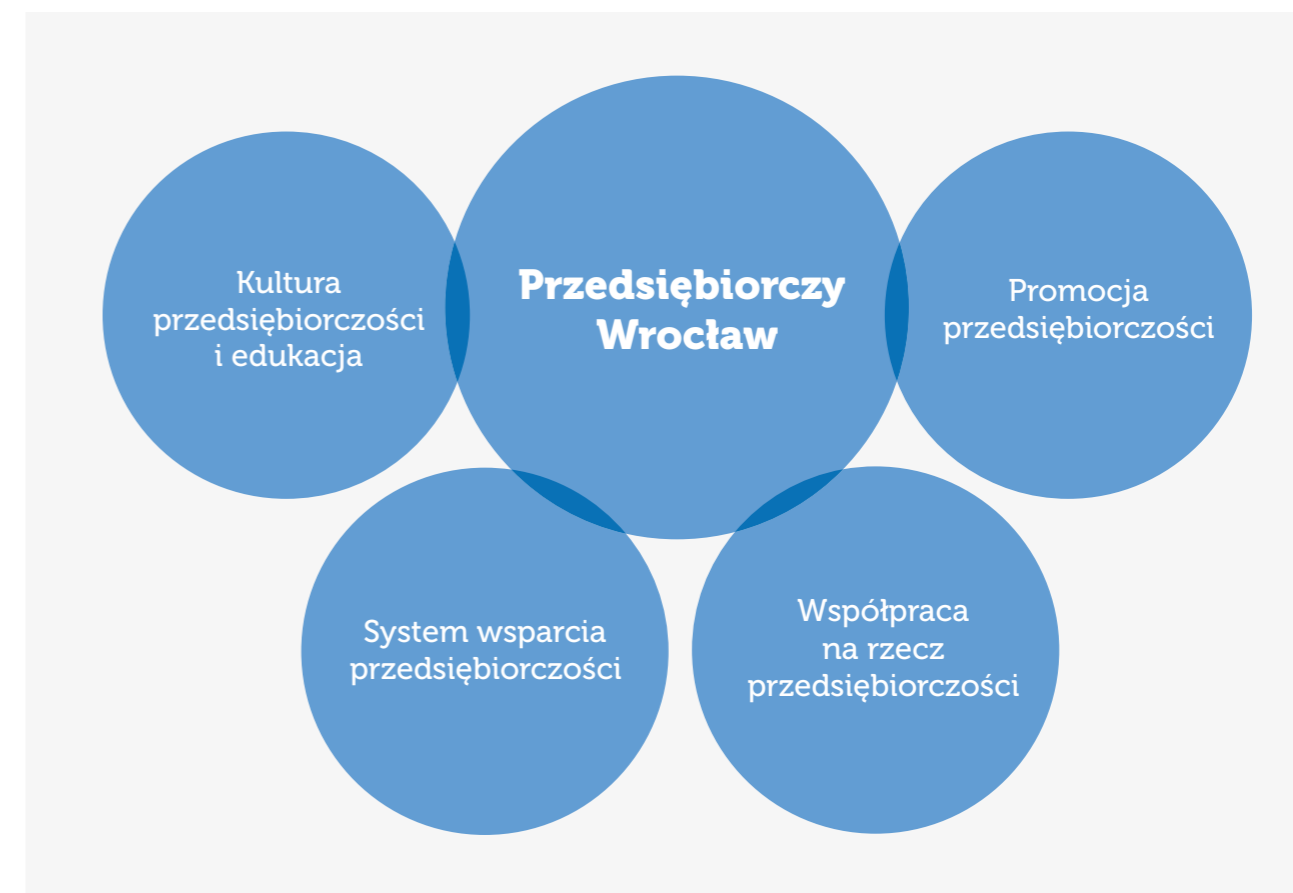 Kultura
przedsiębiorczości
i edukacja
Przedsiębiorczy
Wrocław
Promocja
przedsiębiorczości
System wsparcia
przedsiębiorczości
Współpraca
na rzecz
przedsiębiorczości